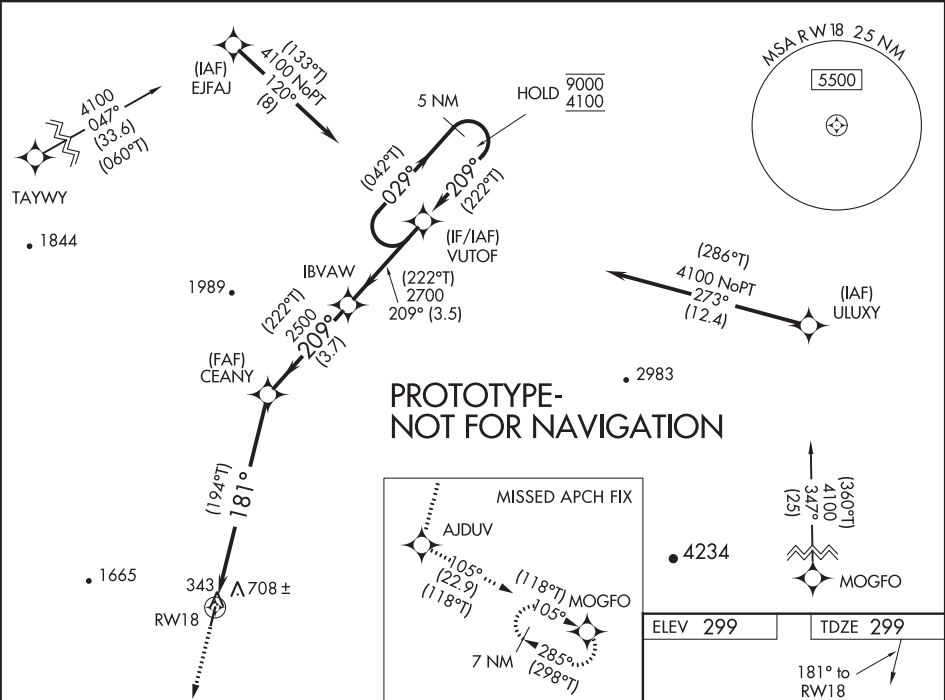 (IAF)
EJFAJ
(133°T)
4100 NoPT
120°
(8)
4100
047°
(33.6)
(060°T)
TAYWY
1844
1989
5 NM
HOLD 9000
4100
(042°T)
029°
209°
(222°T)
(IF/IAF)
VUTOF
IBVAW
(222°T)
2700
209° (3.5)
(222°T)
2500
209°
(3.7)
(FAF)
CEANY
MSA RW18 25 NM
5500
(286°T)
4100 NoPT
273°
(12.4)
(IAF)
ULUXY
2983
PROTOTYPE-
NOT FOR NAVIGATION
(194°T)
181°
1665
343
708 ±
RW18
MISSED APCH FIX
AJDUV
105°
(22.9)
(118°T)
(118°T)
105°
MOGFO
7 NM
285°
(298°T)
4234
(360°T)
4100
347°
(25)
MOGFO
ELEV 299
TDZE 299
181° to
RW18